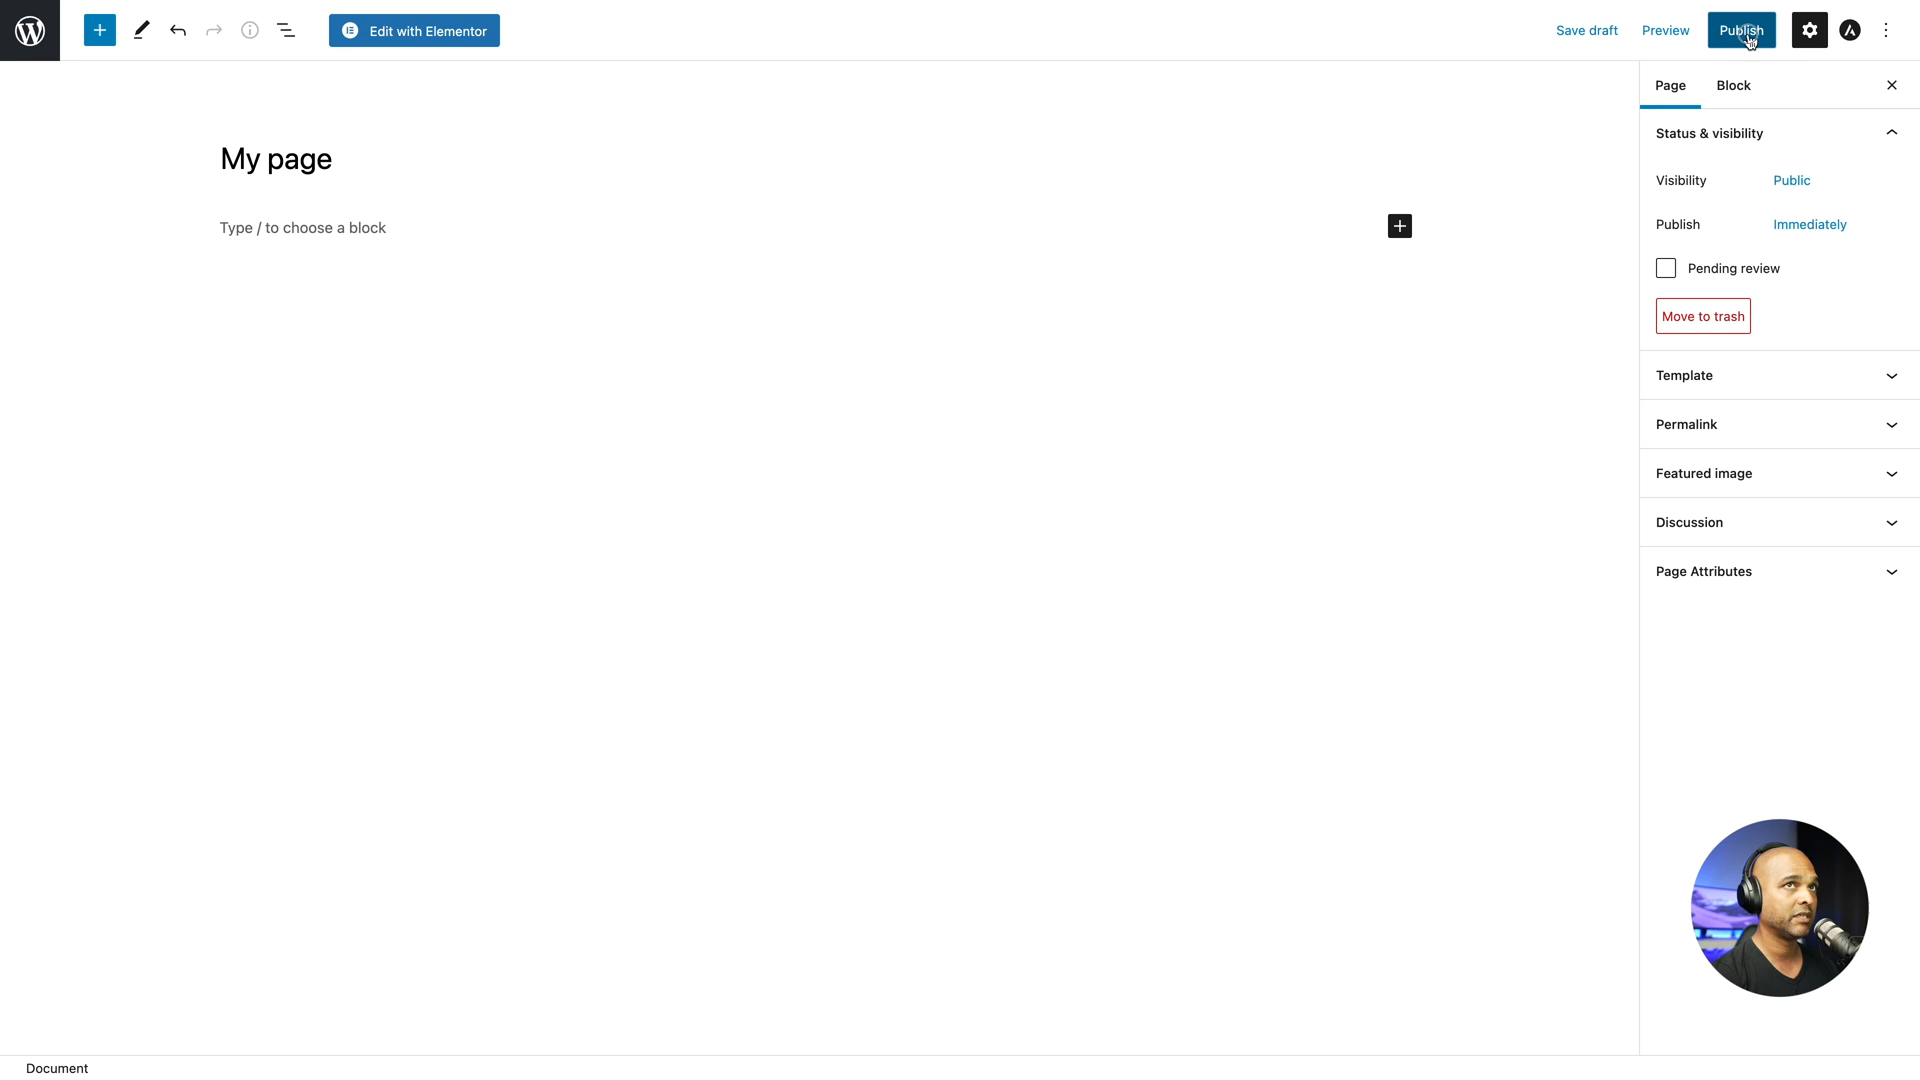 Edit with Elementor
Save draft
Preview
Publish
Page
Block
Status & visibility
My page
Visibility
Public
Type / to choose a block
Publish
Immediately
Pending review
Move to trash
Template
Permalink
Featured image
Discussion
Page Attributes
Document